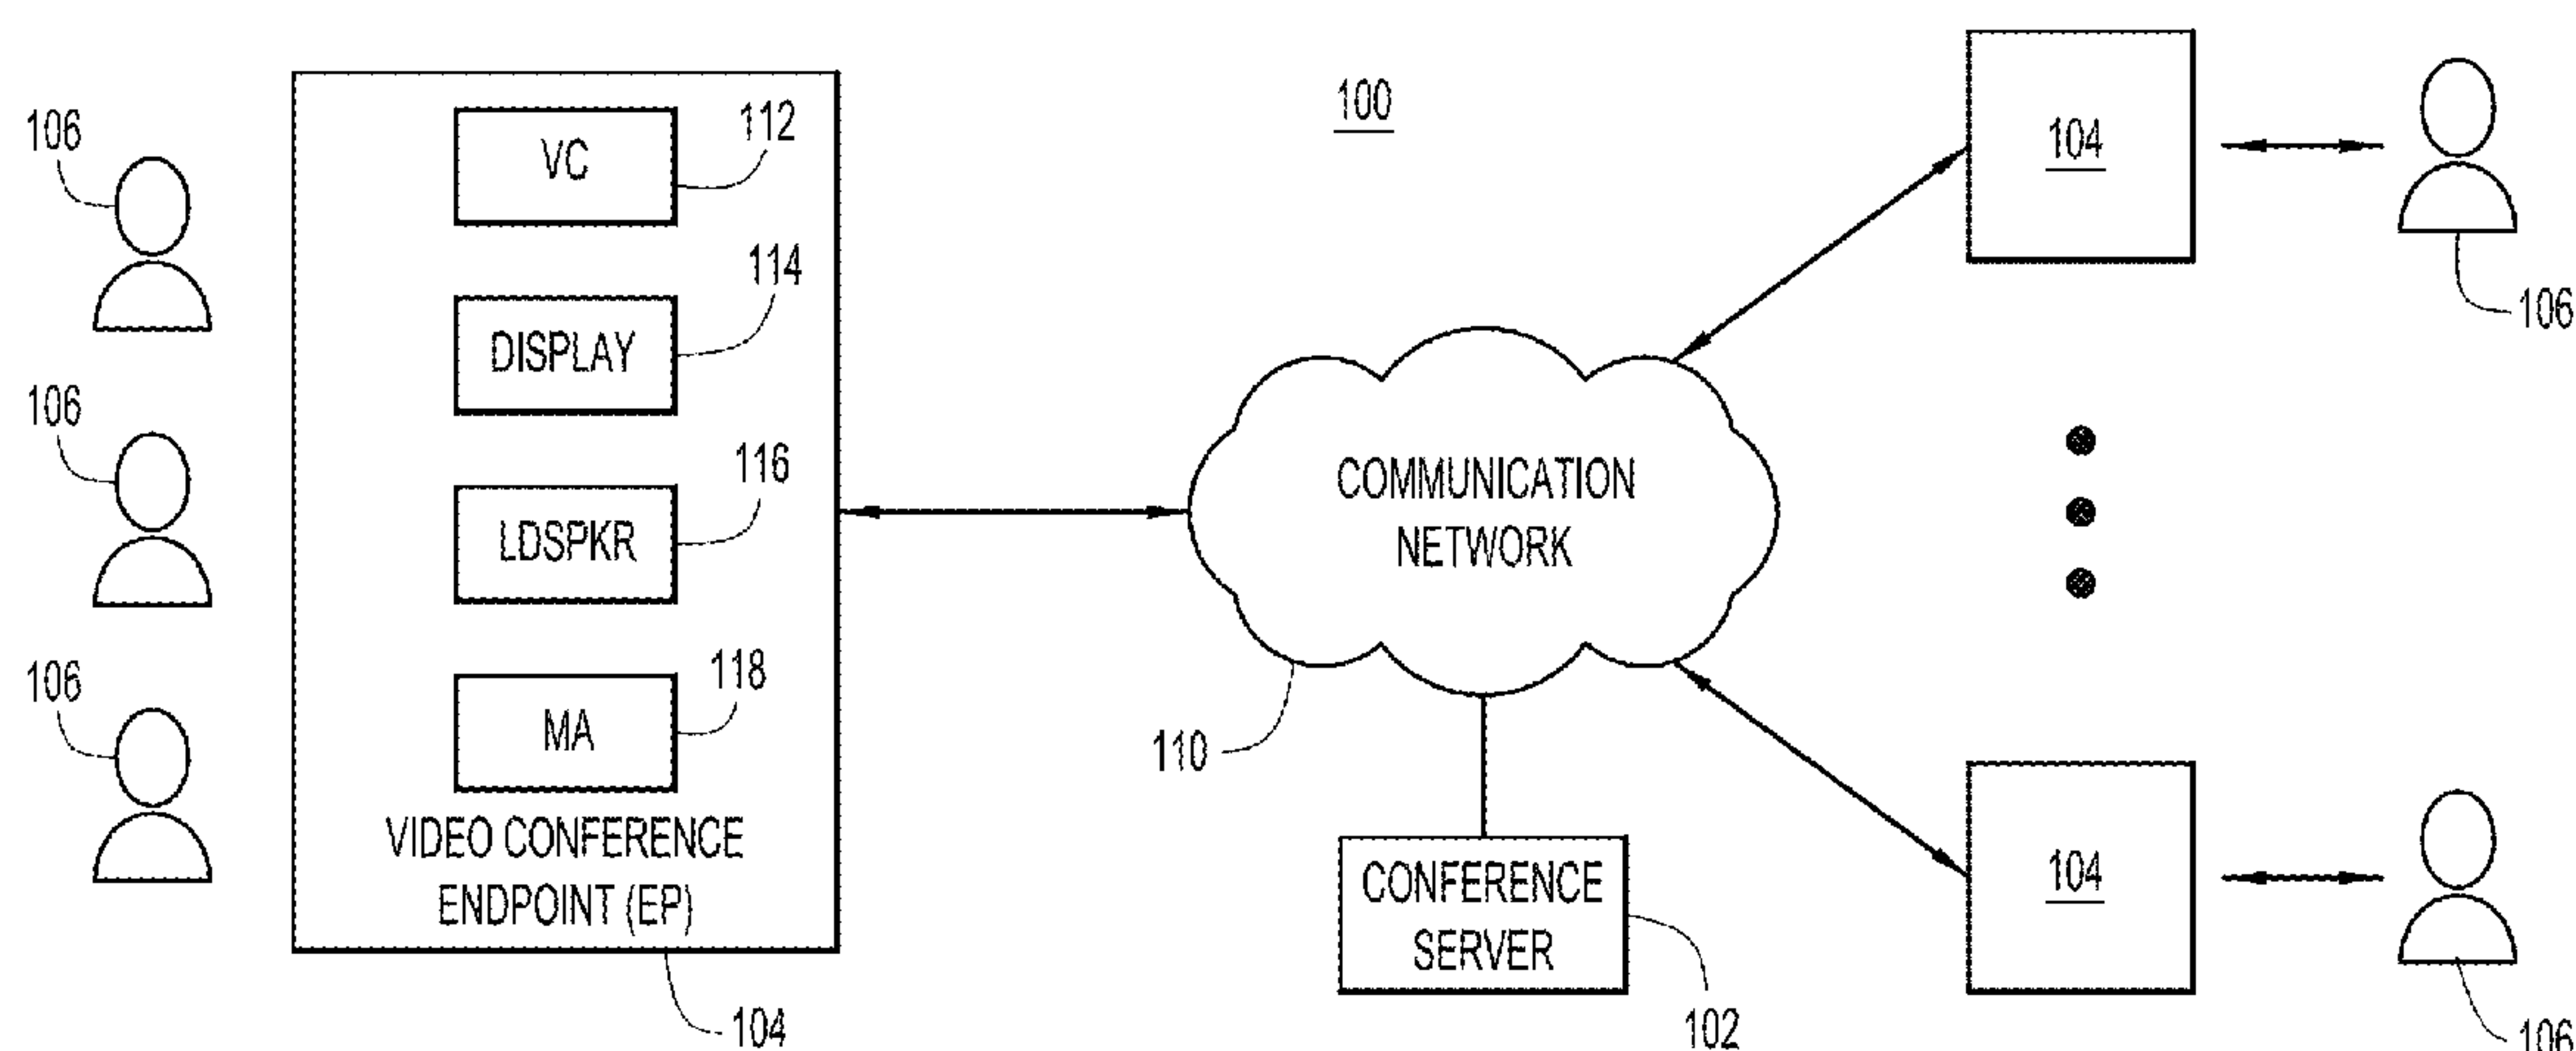 100
106
106
106
VC
112
DISPLAY
114
LDSPKR
116
MA
118
VIDEO CONFERENCE
ENDPOINT (EP)
104
COMMUNICATION
NETWORK
110
CONFERENCE
SERVER
102
104
106
104
106